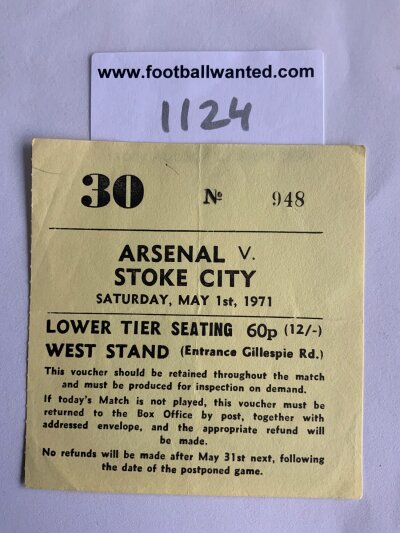 www.footballwanted.com
1124
30 No 948
ARSENAL V.
STOKE CITY
SATURDAY, MAY 1st, 1971
LOWER TIER SEATING 60p (12/-)
WEST STAND (Entrance Gillespie Rd.)
This voucher should be retained throughout the match
and must be produced for inspection on demand.
If today's Match is not played, this voucher must be
returned to the Box Office by post, together with
addressed envelope, and the appropriate refund will
be made.
No refunds will be made after May 31st next, following
the date of the postponed game.